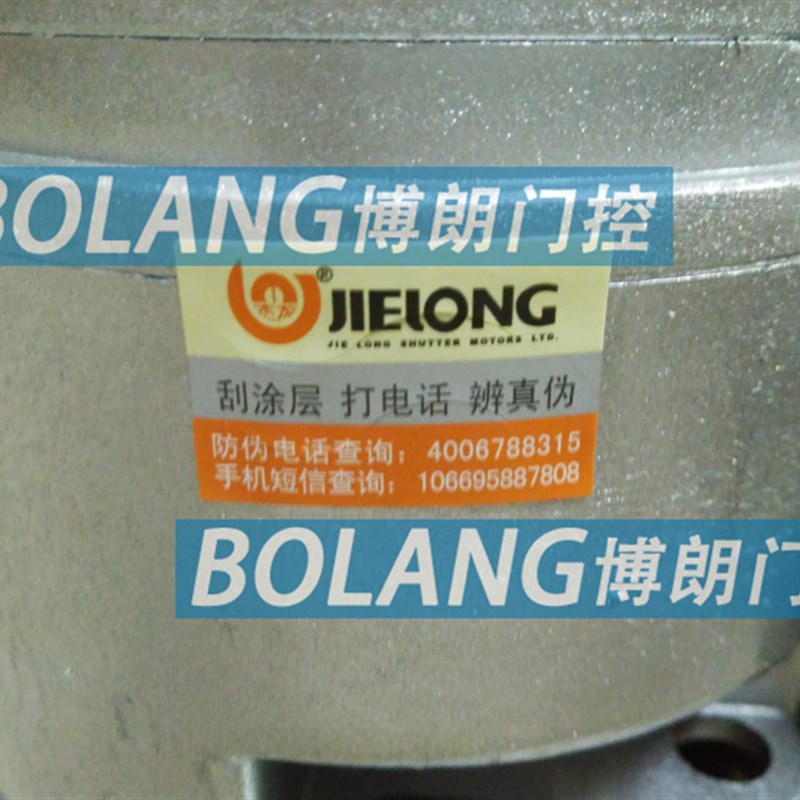 BOLANG博朗门控
®
JIELONG
JIE LONG SHUTTER MOTORS LTD.
刮涂层 打电话 辨真伪
防伪电话查询：4006788315
手机短信查询：106695887808
BOLANG博朗门